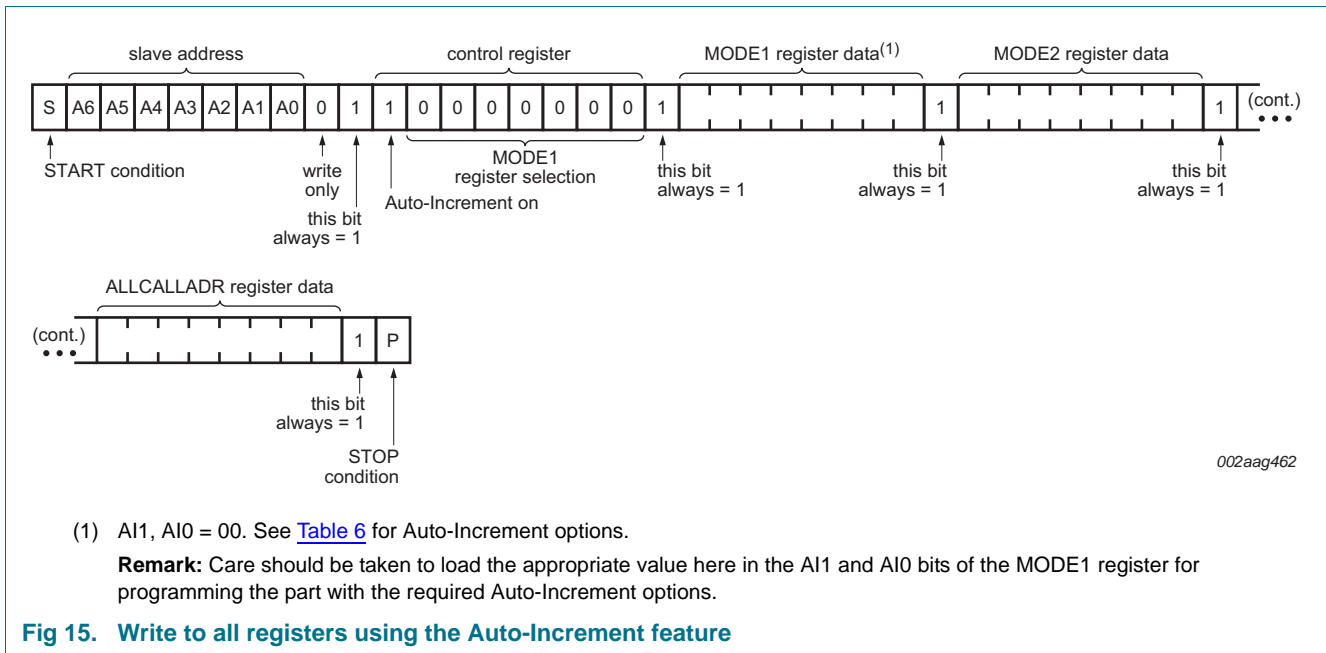 slave address control register MODE1 register data(1) MODE2 register data
S A6 A5 A4 A3 A2 A1 A0 0 1 1 0 0 0 0 0 0 0 1 1 1 (cont.)
START condition
write only
this bit always = 1
Auto-Increment on
MODE1
register selection
this bit
always = 1
this bit
always = 1
this bit
always = 1
ALLCALLADR register data
(cont.) 1 P
this bit
always = 1
STOP
condition
002aag462
(1) AI1, AI0 = 00. See Table 6 for Auto-Increment options.
Remark: Care should be taken to load the appropriate value here in the AI1 and AI0 bits of the MODE1 register for
programming the part with the required Auto-Increment options.
Fig 15. Write to all registers using the Auto-Increment feature